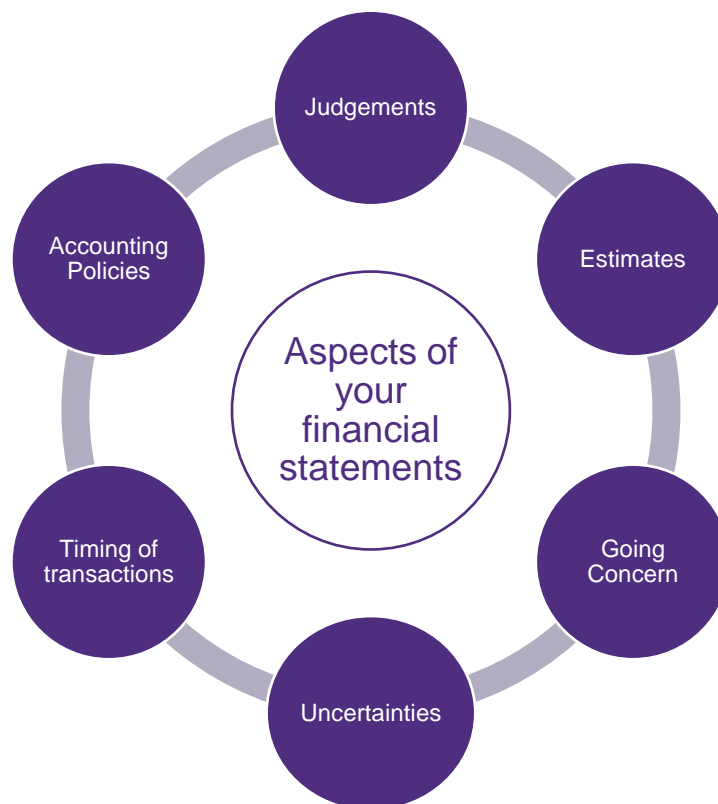 Judgements
Estimates
Going
Concern
Uncertainties
Timing of
transactions
Accounting
Policies
Aspects of
your
financial
statements